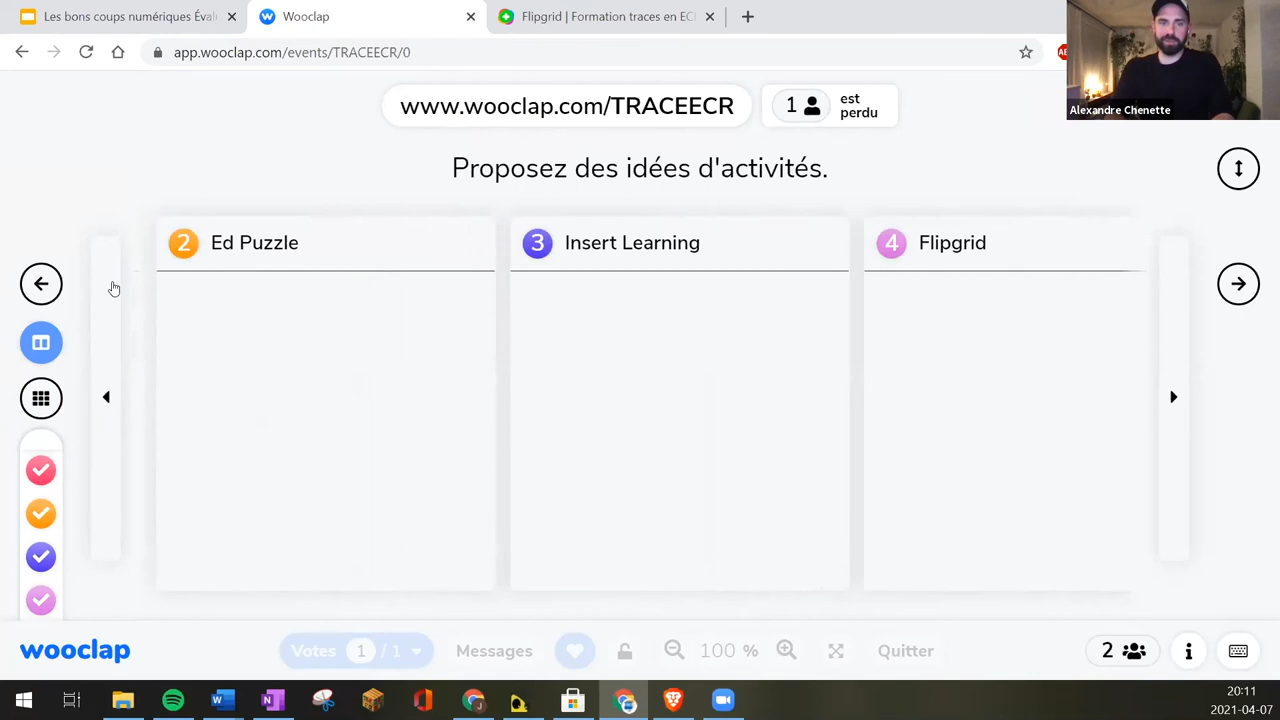 Les bons coups numériques Éval
Wooclap
Flipgrid | Formation traces en EC
app.wooclap.com/events/TRACEECR/0
Alexandre Chenette
www.wooclap.com/TRACEECR
1 est perdu
Proposez des idées d'activités.
2 Ed Puzzle
3 Insert Learning
4 Flipgrid
wooclap
Votes 1 / 1
Messages
100 %
Quitter
2
20:11
2021-04-07